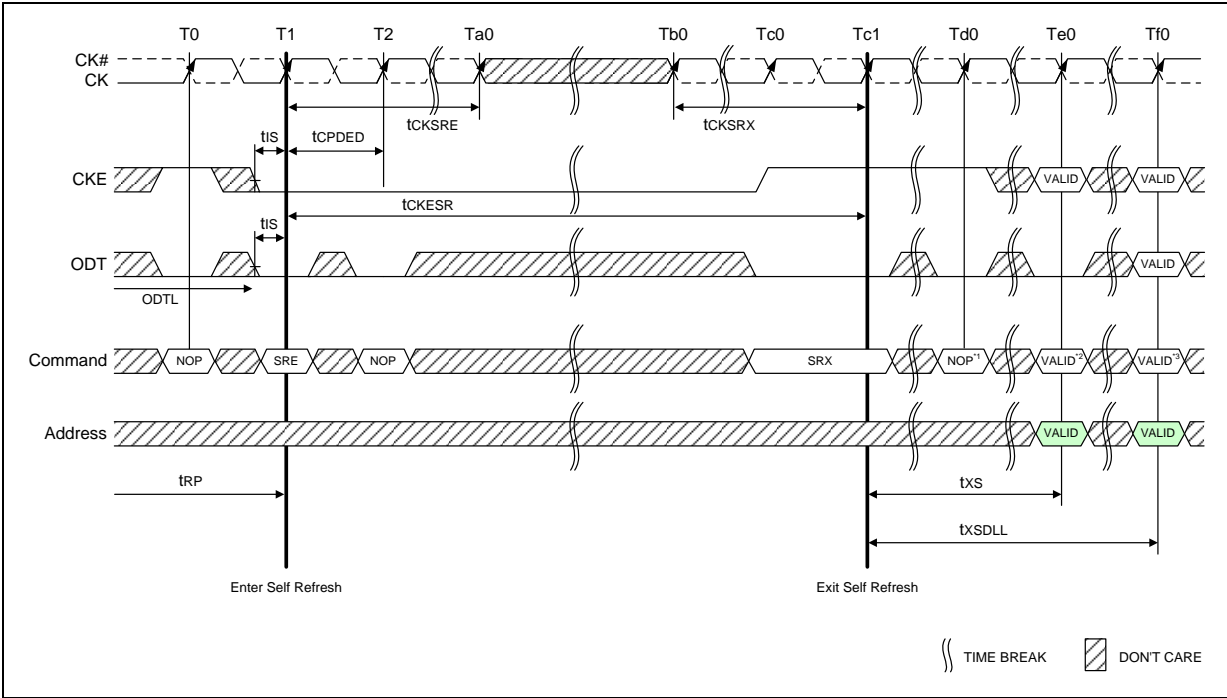 T0 T1 T2 Ta0 Tb0 Tc0 Tc1 Td0 Te0 Tf0
CK#
CK
tCKSRE tCKSRX
tIS tCPDED
CKE VALID VALID
tCKESR
tIS
ODT VALID
ODTL
Command NOP SRE NOP SRX NOP*1 VALID*2 VALID*3
Address VALID VALID
tRP tXS
tXSDLL
Enter Self Refresh Exit Self Refresh
TIME BREAK DON'T CARE